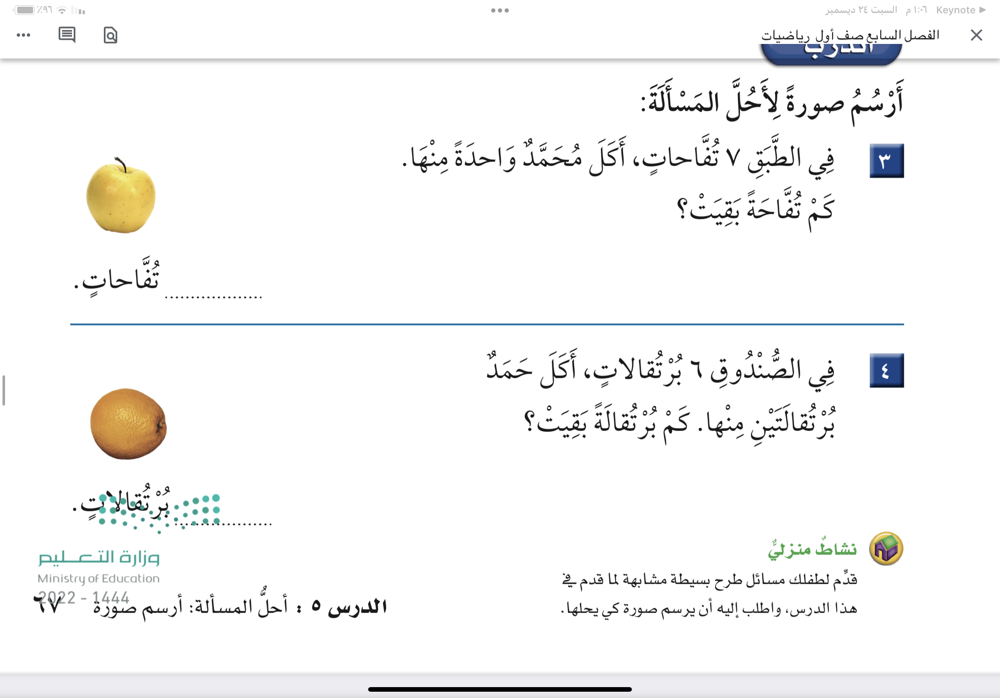 Keynote ١:٠٦ م السبت ٢٤ ديسمبر ٪٩٦
الفصل السابع صف أول رياضيات
أَرْسُمُ صورةً لِأَحُلَّ المَسْأَلَةَ:
٣ فِي الطَّبَقِ ٧ تُفَّاحاتٍ، أَكَلَ مُحَمَّدٌ وَاحدَةً مِنْهَا.
كَمْ تُفَّاحَةً بَقِيَتْ؟
.................. تُفَّاحاتٍ.
٤ فِي الصُّنْدُوقِ ٦ بُرْتُقالاتٍ، أَكَلَ حَمَدٌ
بُرْتُقالَتَيْنِ مِنْها. كَمْ بُرْتُقالَةً بَقِيَتْ؟
.................. بُرْتُقالاتٍ.
نشاطٌ منزليٌّ
قدِّم لطفلك مسائل طرح بسيطة مشابهة لما قدم في
هذا الدرس، واطلب إليه أن يرسم صورة كي يحلها.
وزارة التعليم
Ministry of Education
2022 - 1444
الدرس ٥ : أحلُّ المسألة: أرسم صورة ٦٧